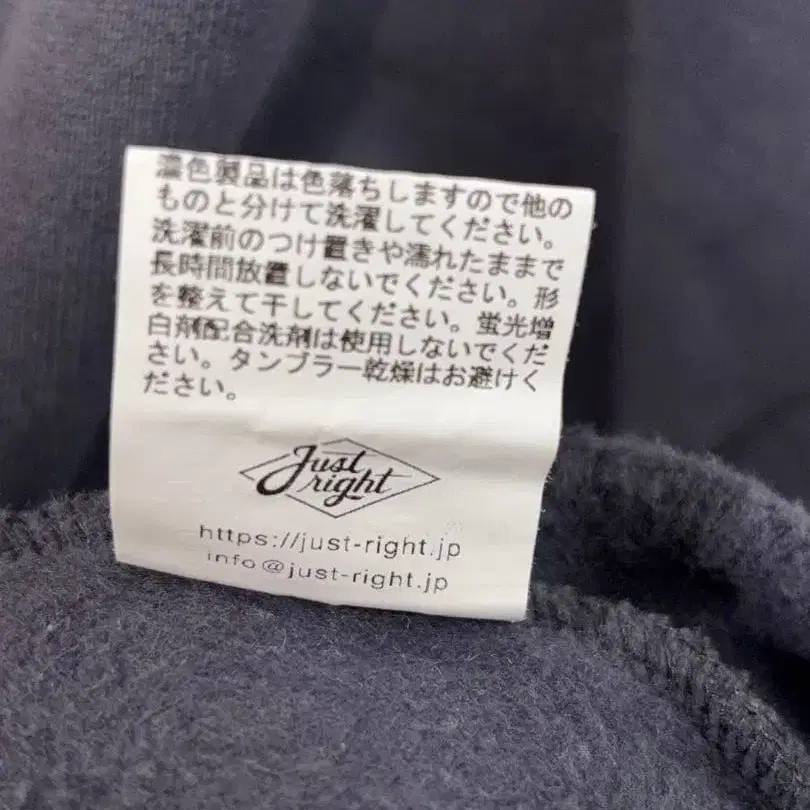 濃色製品は色落ちしますので他の
ものと分けて洗濯してください。
洗濯前のつけ置きや濡れたままで
長時間放置しないでください。形
を整えて干してください。蛍光増
白剤配合洗剤は使用しないでくだ
さい。タンブラー乾燥はお避けく
ださい。
Just
right
https://just-right.jp
info@just-right.jp